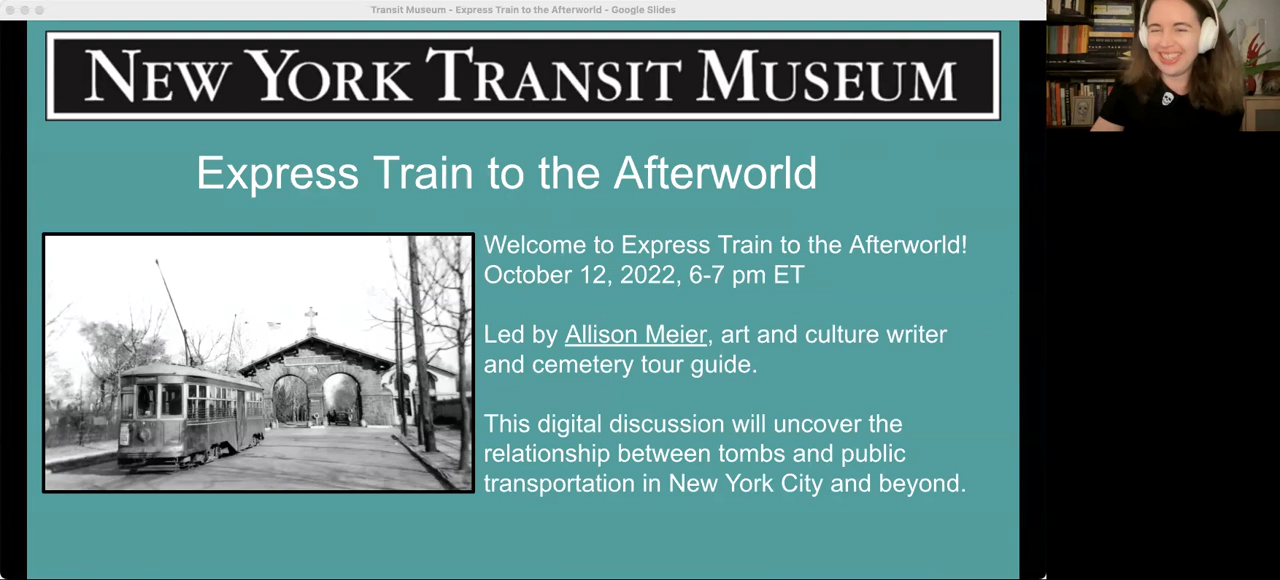 Transit Museum - Express Train to the Afterworld - Google Slides
NEW YORK TRANSIT MUSEUM
Express Train to the Afterworld
Welcome to Express Train to the Afterworld!
October 12, 2022, 6-7 pm ET
Led by Allison Meier, art and culture writer
and cemetery tour guide.
This digital discussion will uncover the
relationship between tombs and public
transportation in New York City and beyond.